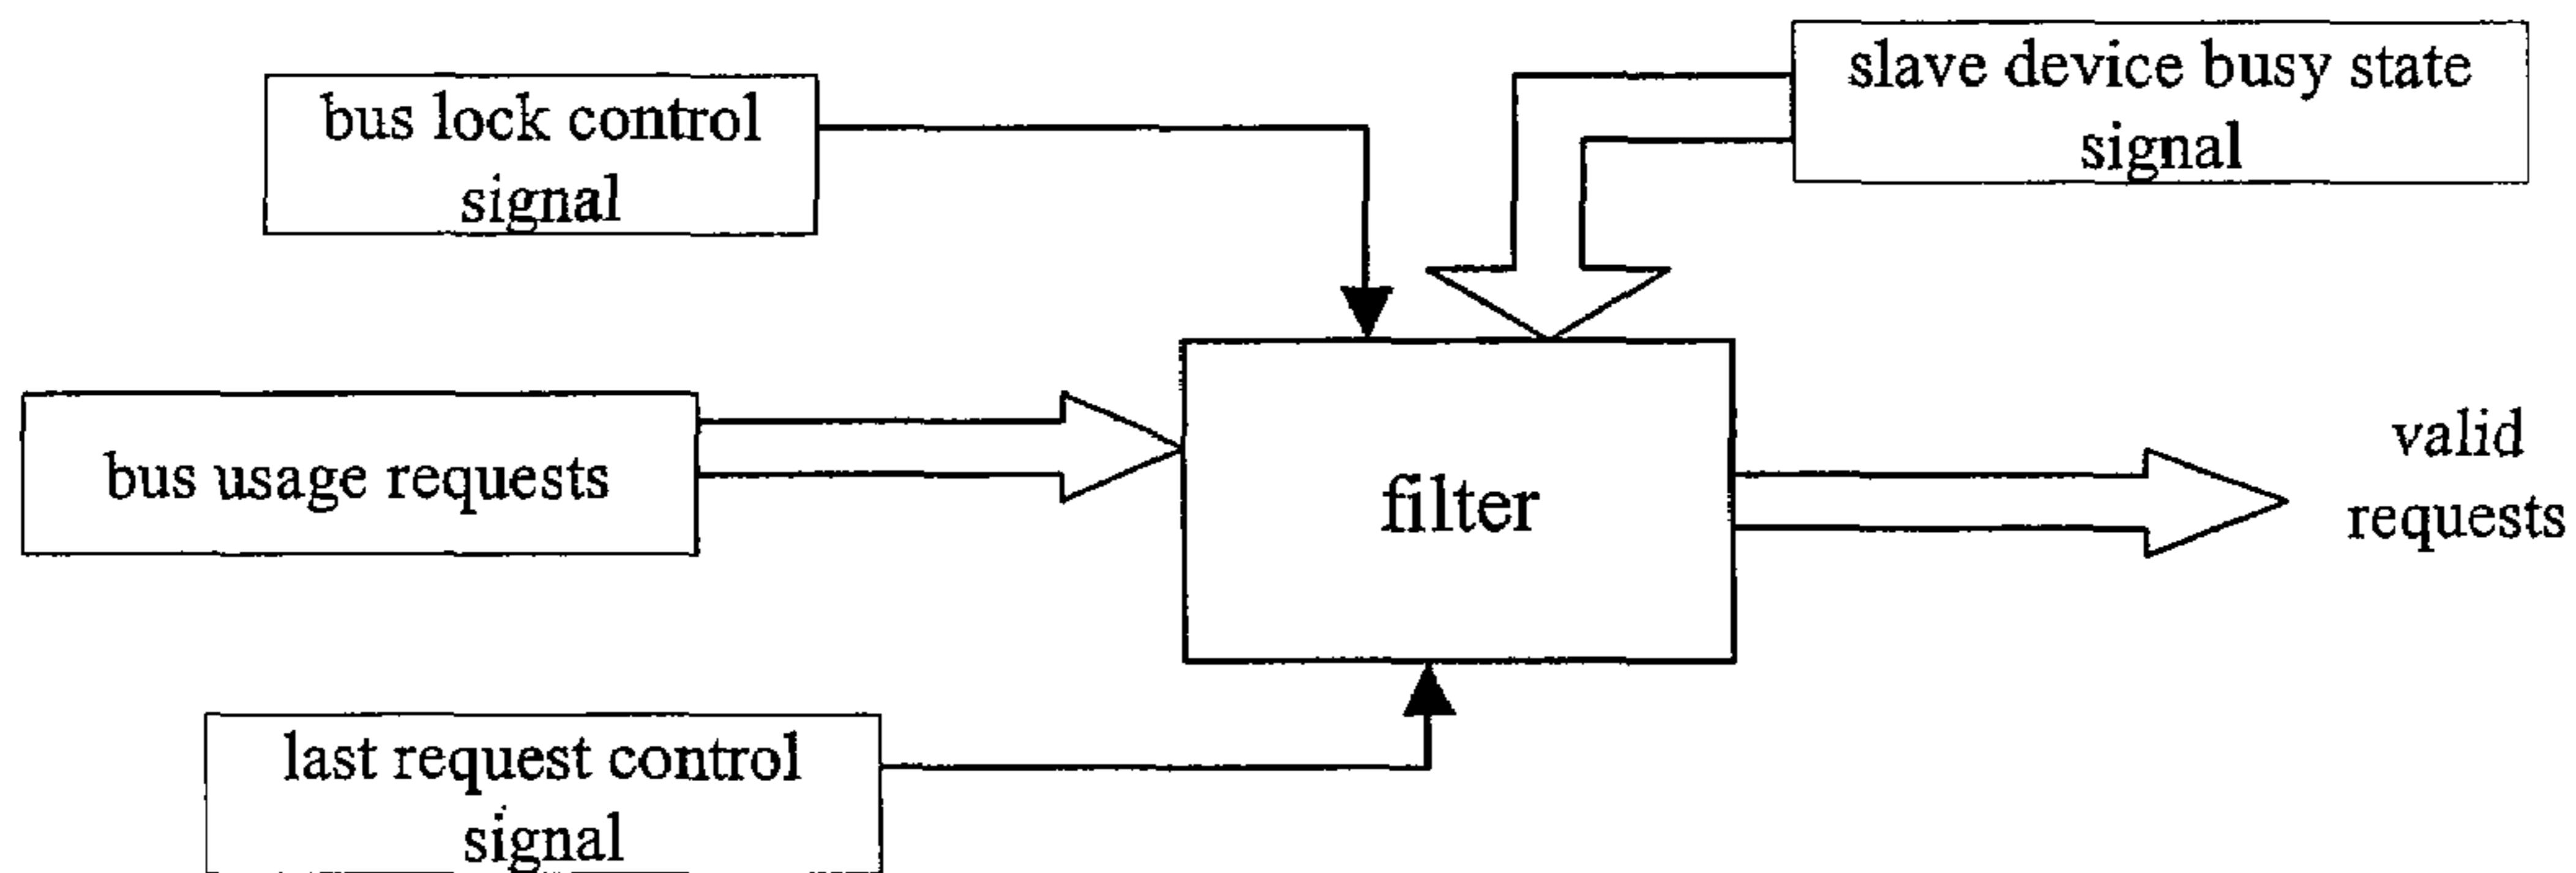 bus lock control
signal
slave device busy state
signal
bus usage requests
filter
valid
requests
last request control
signal